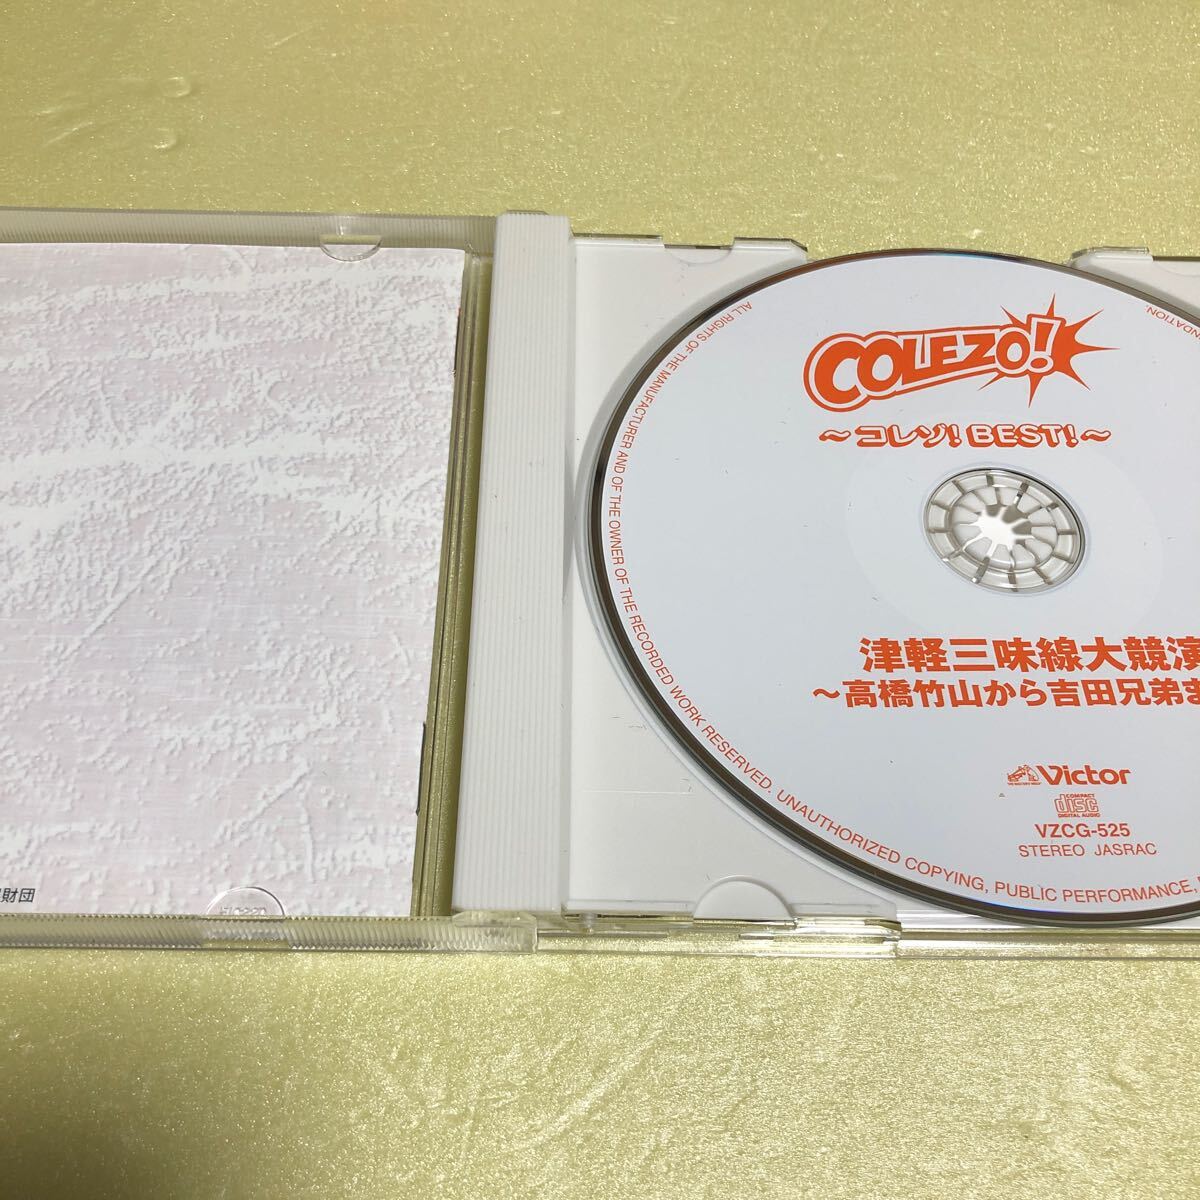 COLEZO!
～コレゾ! BEST!～
津軽三味線大競演
～高橋竹山から吉田兄弟ま
Victor
COMPACT
disc
DIGITAL AUDIO
VZCG-525
STEREO JASRAC
ALL RIGHTS OF THE MANUFACTURER AND OF THE OWNER OF THE RECORDED WORK RESERVED. UNAUTHORIZED COPYING, PUBLIC PERFORMANCE,
財団